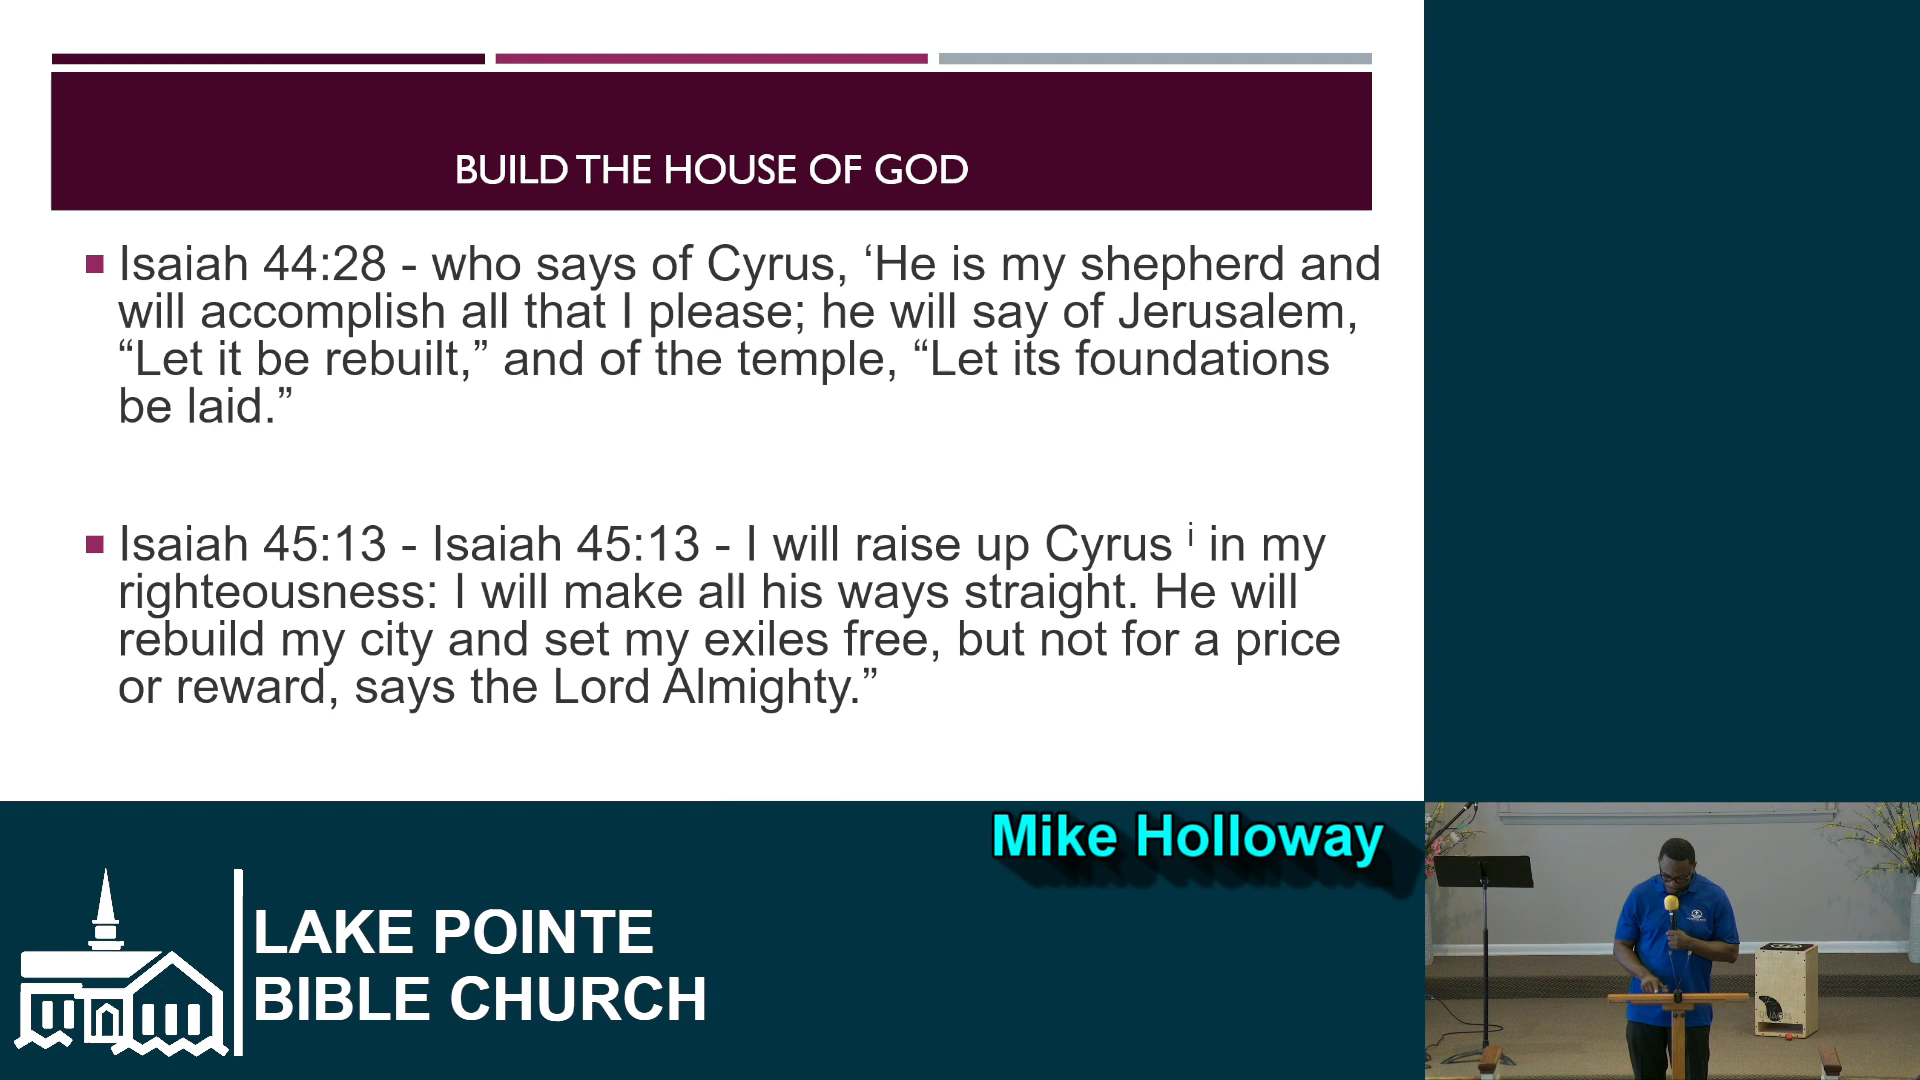 BUILD THE HOUSE OF GOD
Isaiah 44:28 - who says of Cyrus, ‘He is my shepherd and
will accomplish all that I please; he will say of Jerusalem,
“Let it be rebuilt,” and of the temple, “Let its foundations
be laid.”
Isaiah 45:13 - Isaiah 45:13 - I will raise up Cyrus i in my
righteousness: I will make all his ways straight. He will
rebuild my city and set my exiles free, but not for a price
or reward, says the Lord Almighty.”
Mike Holloway
LAKE POINTE
BIBLE CHURCH